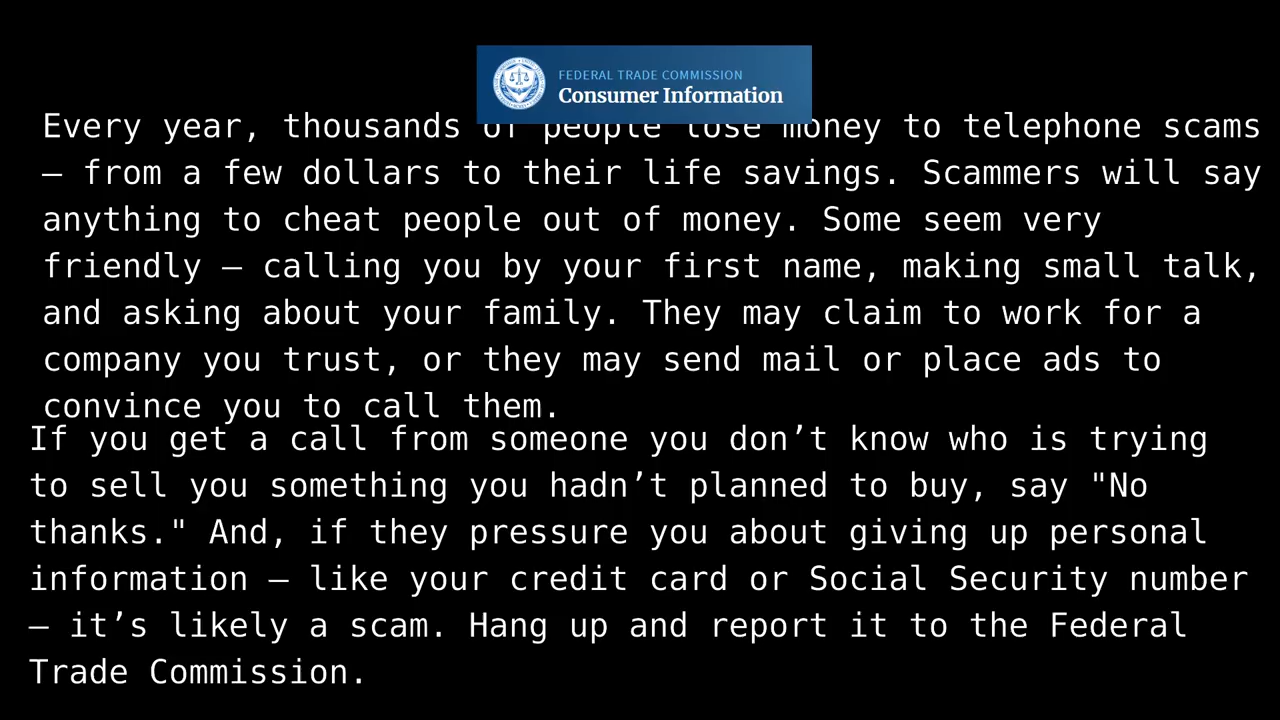 FEDERAL TRADE COMMISSION
Consumer Information
Every year, thousands of people lose money to telephone scams
– from a few dollars to their life savings. Scammers will say
anything to cheat people out of money. Some seem very
friendly – calling you by your first name, making small talk,
and asking about your family. They may claim to work for a
company you trust, or they may send mail or place ads to
convince you to call them.
If you get a call from someone you don’t know who is trying
to sell you something you hadn’t planned to buy, say "No
thanks." And, if they pressure you about giving up personal
information – like your credit card or Social Security number
– it’s likely a scam. Hang up and report it to the Federal
Trade Commission.